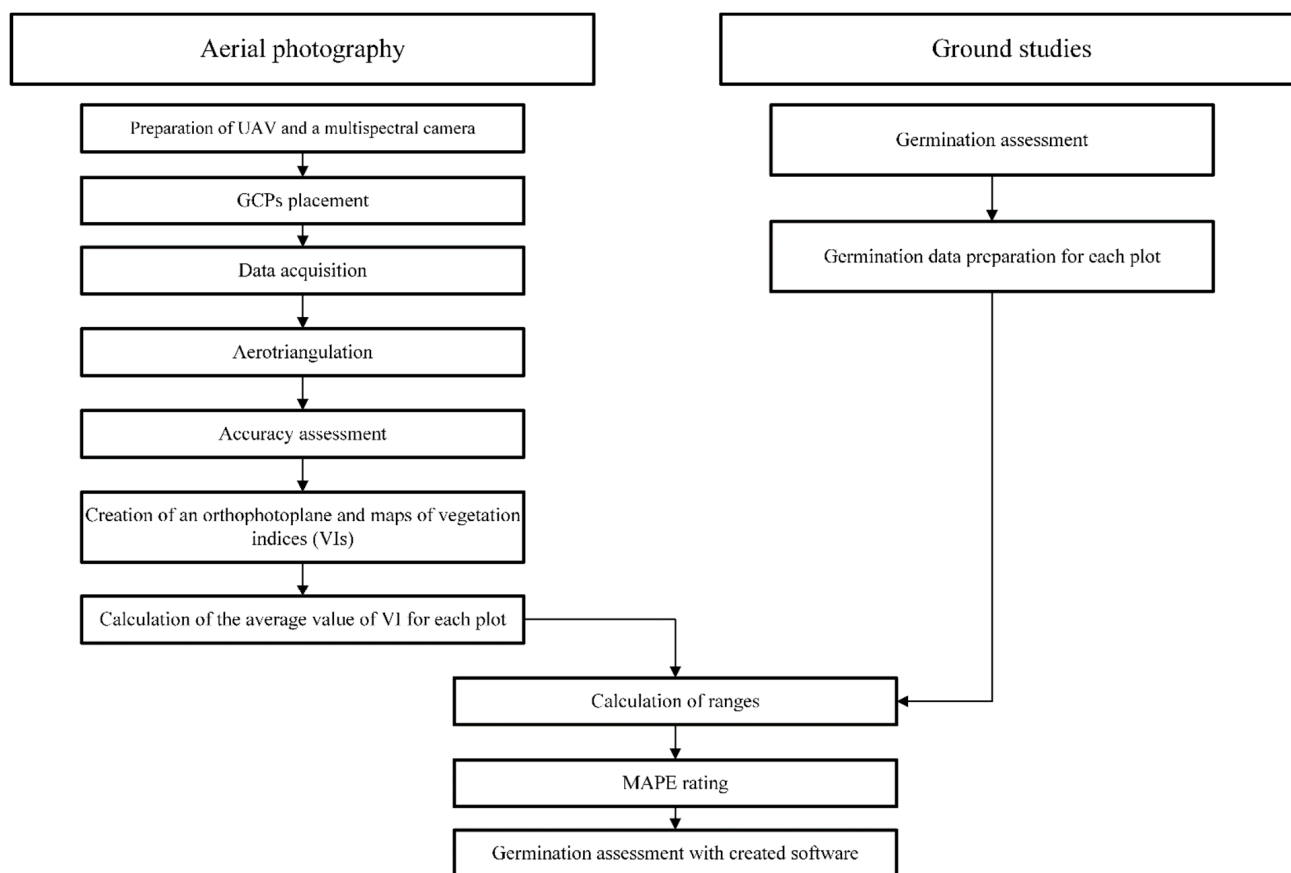 Aerial photography
Ground studies
Preparation of UAV and a multispectral camera
GCPs placement
Data acquisition
Aerotriangulation
Accuracy assessment
Creation of an orthophotoplane and maps of vegetation
indices (VIs)
Calculation of the average value of VI for each plot
Germination assessment
Germination data preparation for each plot
Calculation of ranges
MAPE rating
Germination assessment with created software